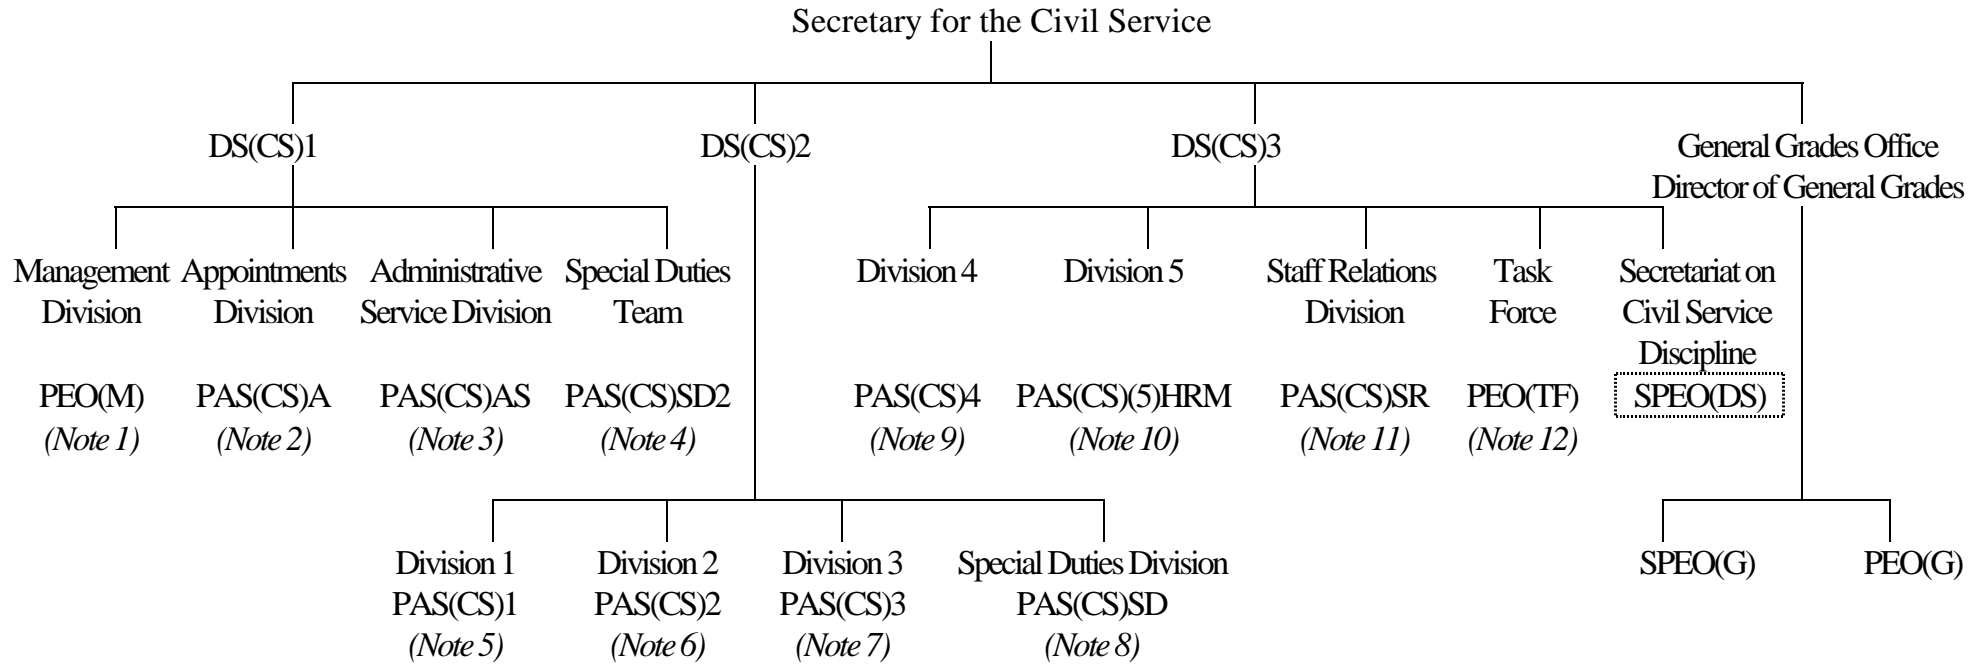 Secretary for the Civil Service
DS(CS)1 DS(CS)2 DS(CS)3 General Grades Office
Director of General Grades
Management Appointments Administrative Special Duties Division 4 Division 5 Staff Relations Task Secretariat on
Division Division Service Division Team Division Force Civil Service
Discipline
PEO(M) PAS(CS)A PAS(CS)AS PAS(CS)SD2 PAS(CS)4 PAS(CS)(5)HRM PAS(CS)SR PEO(TF) SPEO(DS)
(Note 1) (Note 2) (Note 3) (Note 4) (Note 9) (Note 10) (Note 11) (Note 12)
Division 1 Division 2 Division 3 Special Duties Division SPEO(G) PEO(G)
PAS(CS)1 PAS(CS)2 PAS(CS)3 PAS(CS)SD
(Note 5) (Note 6) (Note 7) (Note 8)